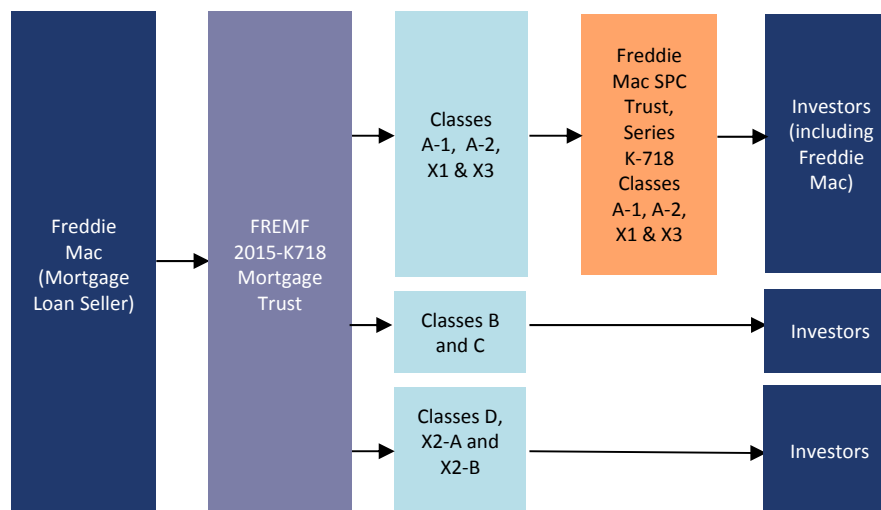 Freddie
Mac
(Mortgage
Loan Seller)
FREMF
2015-K718
Mortgage
Trust
Classes
A-1, A-2,
X1 & X3
Freddie
Mac SPC
Trust,
Series
K-718
Classes
A-1, A-2,
X1 & X3
Investors
(including
Freddie
Mac)
Classes B
and C
Investors
Classes D,
X2-A and
X2-B
Investors